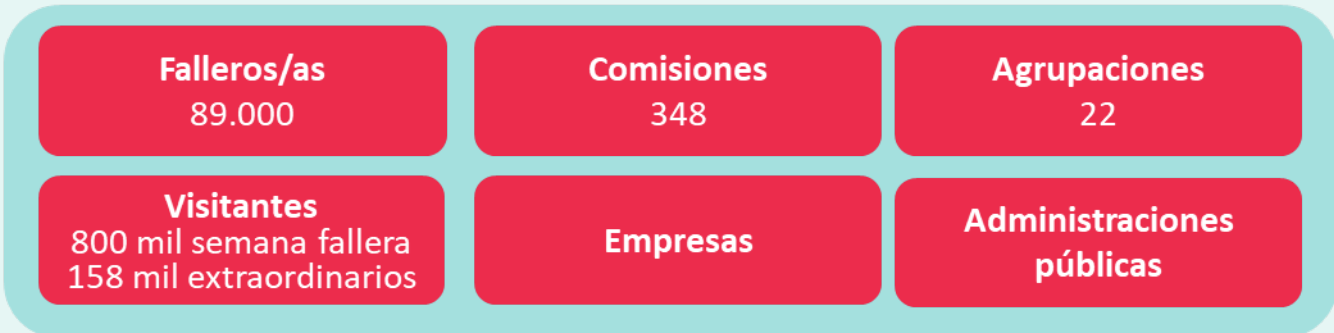 Falleros/as
89.000
Comisiones
348
Agrupaciones
22
Visitantes
800 mil semana fallera
158 mil extraordinarios
Empresas
Administraciones
públicas